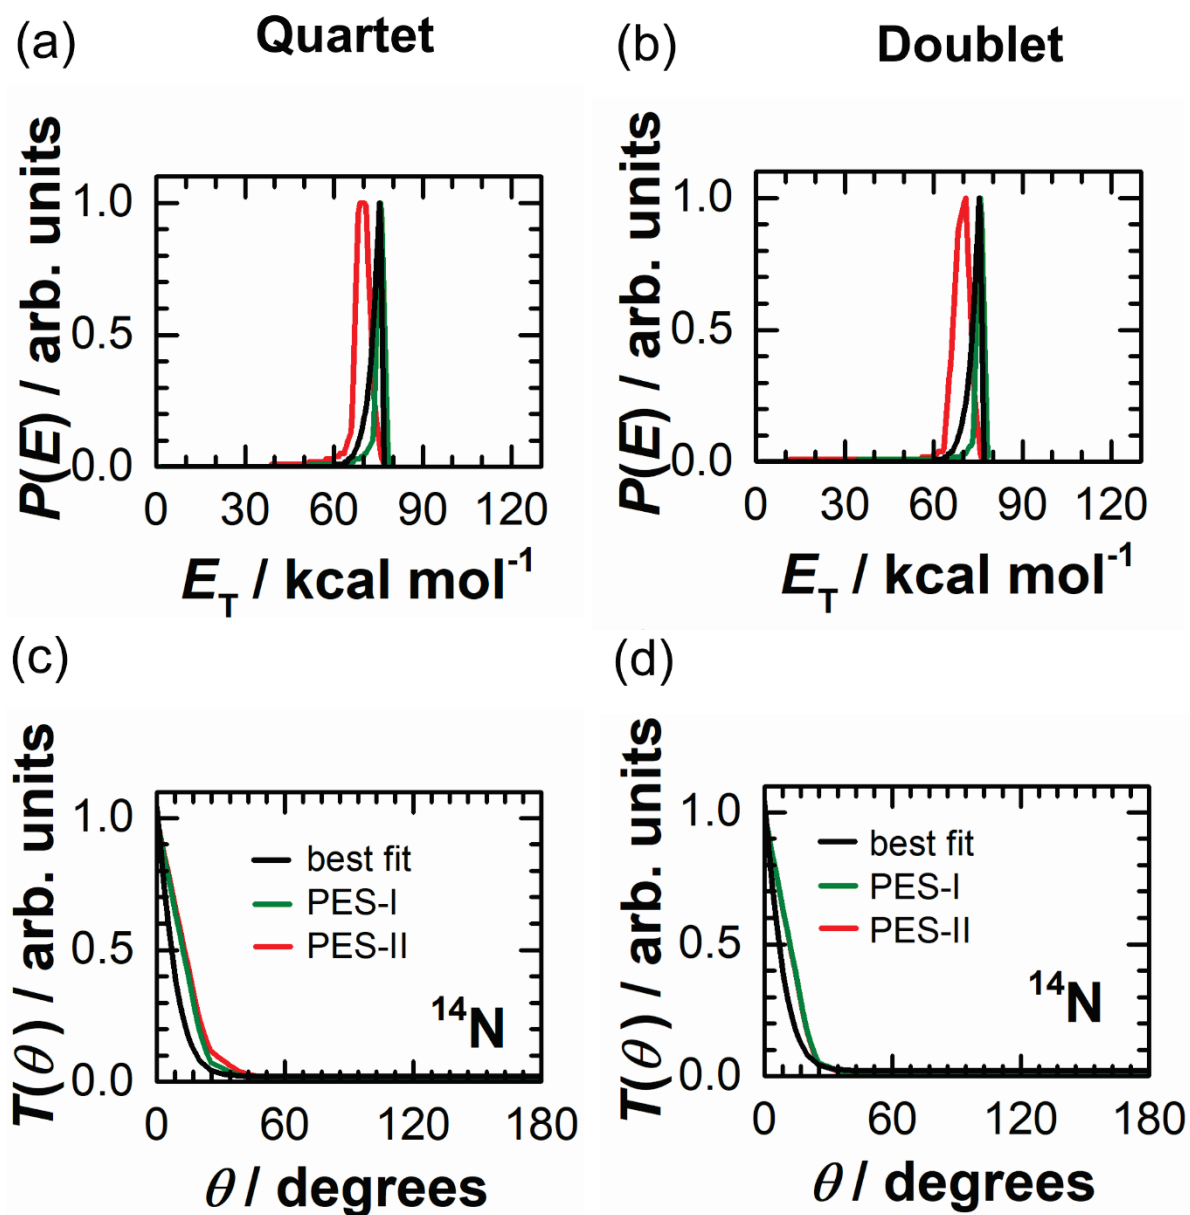 (a) Quartet
P(E) / arb. units
1.0
0.5
0.0
0 30 60 90 120
E_T / kcal mol⁻¹
(b) Doublet
P(E) / arb. units
1.0
0.5
0.0
0 30 60 90 120
E_T / kcal mol⁻¹
(c)
T(θ) / arb. units
1.0
0.5
0.0
best fit
PES-I
PES-II
¹⁴N
0 60 120 180
θ / degrees
(d)
T(θ) / arb. units
1.0
0.5
0.0
best fit
PES-I
PES-II
¹⁴N
0 60 120 180
θ / degrees